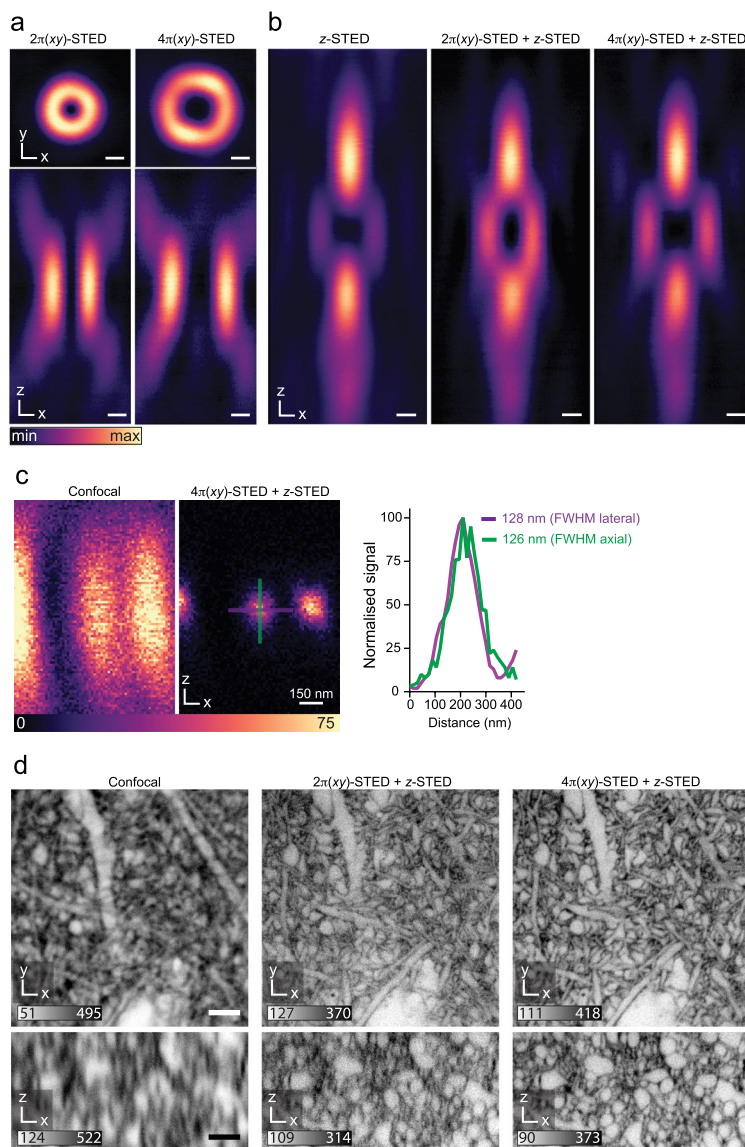 a
2π(xy)-STED
4π(xy)-STED
y
x
z
x
min
max
b
z-STED
2π(xy)-STED + z-STED
4π(xy)-STED + z-STED
z
x
c
Confocal
4π(xy)-STED + z-STED
z
x
150 nm
0
75
Normalised signal
100
75
50
25
0
0
100
200
300
400
Distance (nm)
128 nm (FWHM lateral)
126 nm (FWHM axial)
d
Confocal
2π(xy)-STED + z-STED
4π(xy)-STED + z-STED
y
x
51
495
y
x
127
370
y
x
111
418
z
x
124
522
z
x
109
314
z
x
90
373